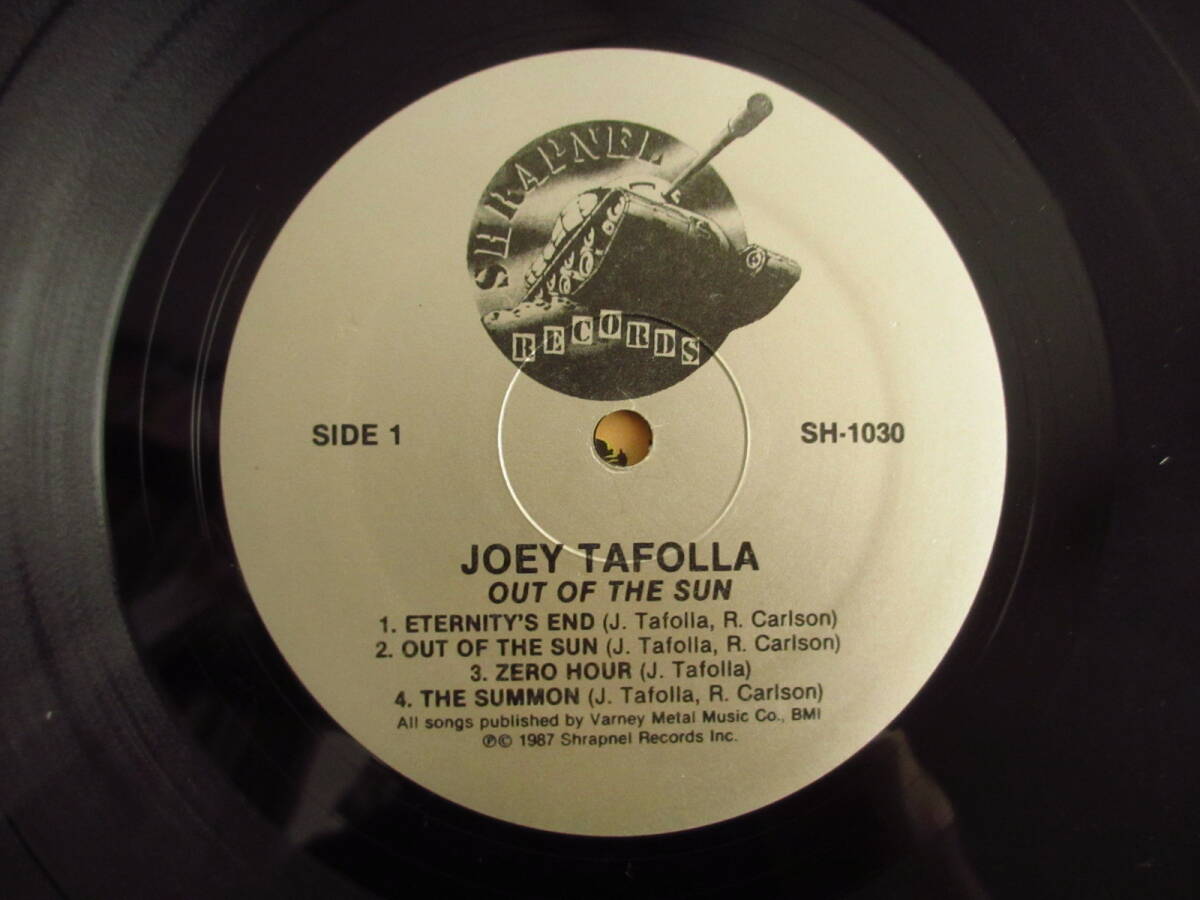 SHRAPNEL
RECORDS
SIDE 1
SH-1030
JOEY TAFOLLA
OUT OF THE SUN
1. ETERNITY'S END (J. Tafolla, R. Carlson)
2. OUT OF THE SUN (J. Tafolla, R. Carlson)
3. ZERO HOUR (J. Tafolla)
4. THE SUMMON (J. Tafolla, R. Carlson)
All songs published by Varney Metal Music Co., BMI
℗© 1987 Shrapnel Records Inc.